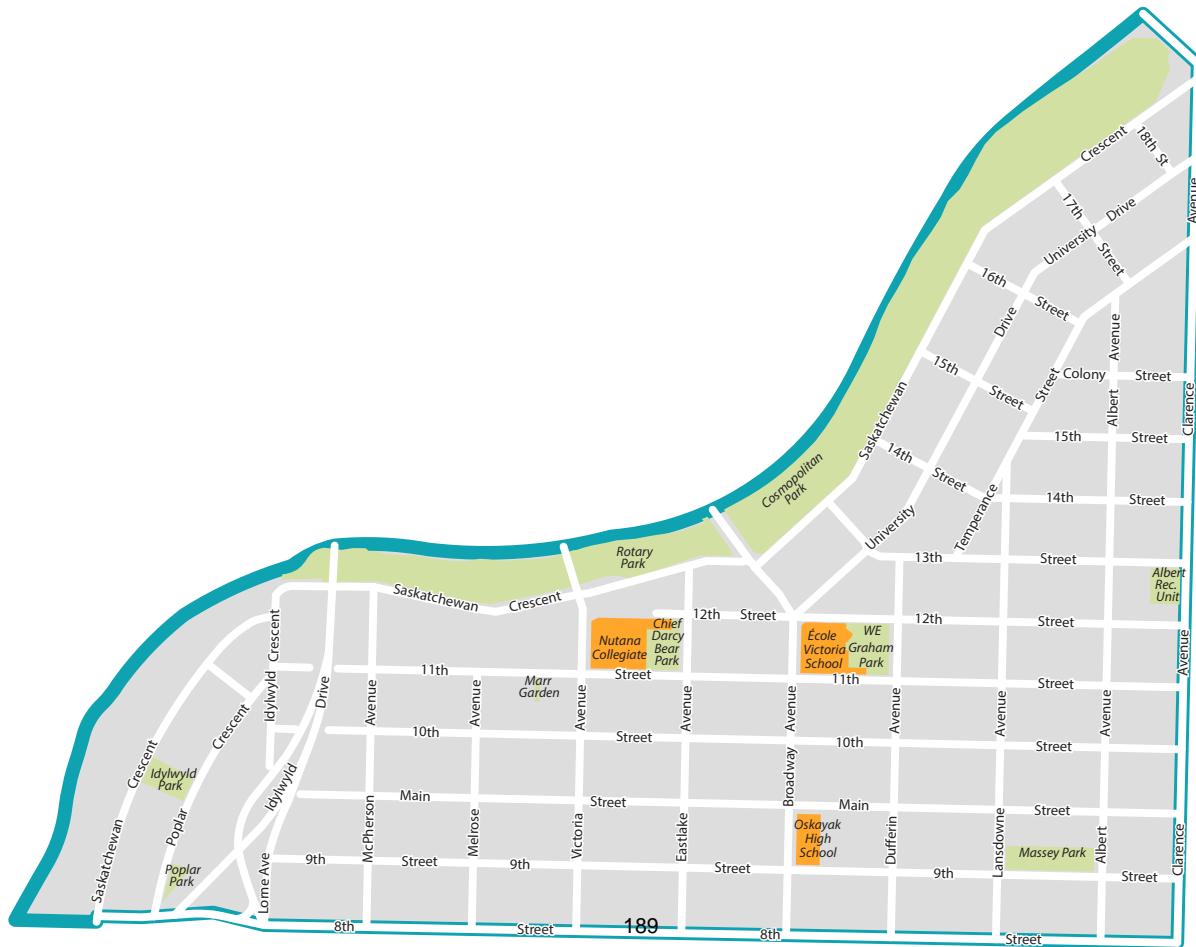 Crescent
18th St
Avenue
17th
Street
Drive
University
16th
Street
Drive
Avenue
15th
Street
Street
Colony
Street
Albert
Clarence
Saskatchewan
14th
Street
15th
Street
Cosmopolitan
Park
University
Temperance
14th
Street
Rotary
Park
13th
Street
Albert
Rec.
Unit
Saskatchewan
Crescent
12th
Street
12th
Street
Crescent
Nutana
Collegiate
Chief
Darcy
Bear
Park
École
Victoria
School
WE
Graham
Park
Avenue
11th
Street
11th
Street
Marr
Garden
Idylwyld
Drive
Avenue
Avenue
Avenue
Avenue
Avenue
Avenue
Avenue
Avenue
Crescent
10th
Street
10th
Street
Crescent
Idylwyld
Park
Idylwyld
Broadway
Main
Street
Main
Street
Poplar
McPherson
Melrose
Victoria
Eastlake
Oskayak
High
School
Dufferin
Lansdowne
Albert
Clarence
Massey Park
Saskatchewan
Poplar
Park
Lorne Ave
9th
Street
9th
Street
9th
Street
8th
Street
189
8th
Street